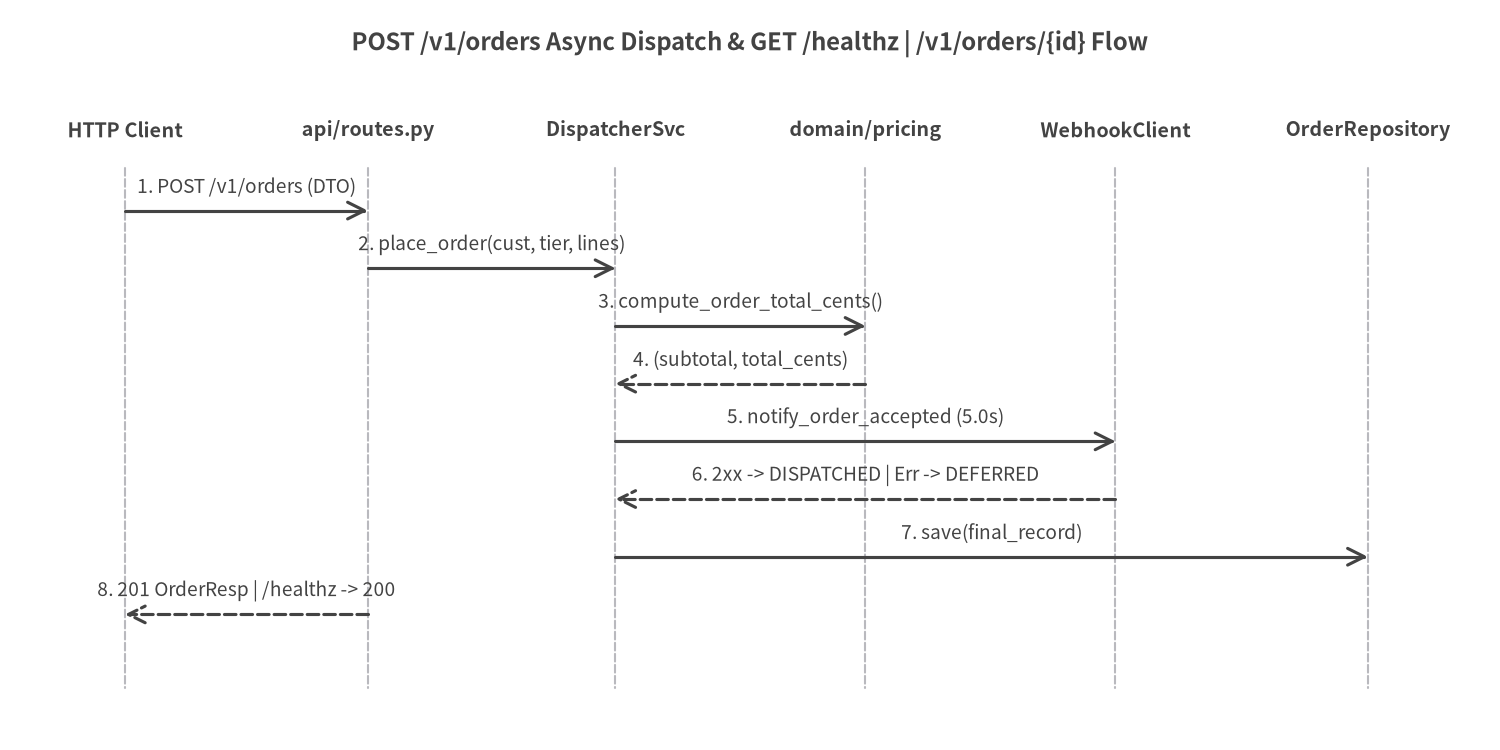 POST /v1/orders Async Dispatch & GET /healthz | /v1/orders/{id} Flow
HTTP Client
api/routes.py
DispatcherSvc
domain/pricing
WebhookClient
OrderRepository
1. POST /v1/orders (DTO)
2. place_order(cust, tier, lines)
3. compute_order_total_cents()
4. (subtotal, total_cents)
5. notify_order_accepted (5.0s)
6. 2xx -> DISPATCHED | Err -> DEFERRED
7. save(final_record)
8. 201 OrderResp | /healthz -> 200